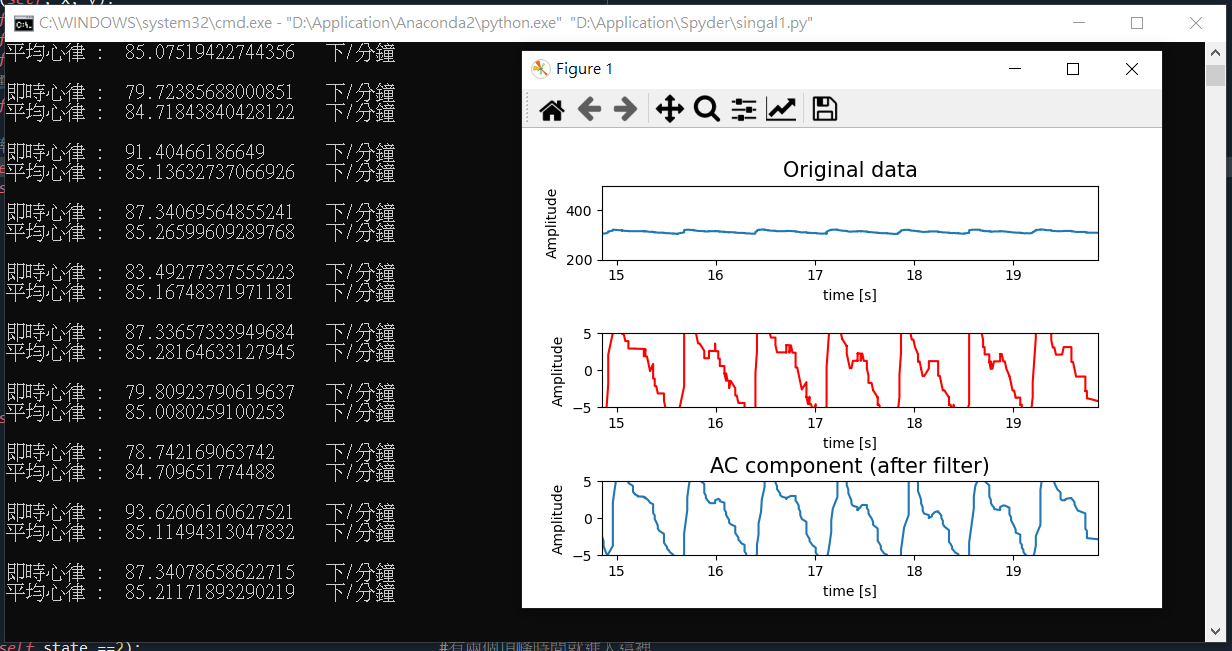 C:\WINDOWS\system32\cmd.exe - "D:\Application\Anaconda2\python.exe" "D:\Application\Spyder\singal1.py"
平均心律 : 85.07519422744356 下/分鐘
即時心律 : 79.72385688000851 下/分鐘
平均心律 : 84.71843840428122 下/分鐘
即時心律 : 91.40466186649 下/分鐘
平均心律 : 85.13632737066926 下/分鐘
即時心律 : 87.34069564855241 下/分鐘
平均心律 : 85.26599609289768 下/分鐘
即時心律 : 83.49277337555223 下/分鐘
平均心律 : 85.16748371971181 下/分鐘
即時心律 : 87.33657333949684 下/分鐘
平均心律 : 85.28164633127945 下/分鐘
即時心律 : 79.80923790619637 下/分鐘
平均心律 : 85.0080259100253 下/分鐘
即時心律 : 78.742169063742 下/分鐘
平均心律 : 84.709651774488 下/分鐘
即時心律 : 93.62606160627521 下/分鐘
平均心律 : 85.11494313047832 下/分鐘
即時心律 : 87.34078658622715 下/分鐘
平均心律 : 85.21171893290219 下/分鐘
Figure 1
Original data
Amplitude
400
200
15 16 17 18 19
time [s]
Amplitude
5
0
−5
15 16 17 18 19
time [s]
AC component (after filter)
Amplitude
5
0
−5
15 16 17 18 19
time [s]
self.state ==2):